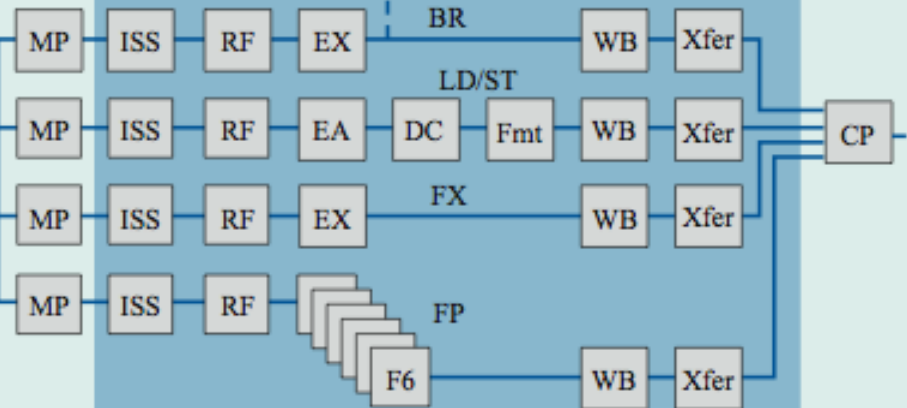 BR
MP ISS RF EX WB Xfer
LD/ST
MP ISS RF EA DC Fmt WB Xfer CP
FX
MP ISS RF EX WB Xfer
MP ISS RF FP
F6 WB Xfer